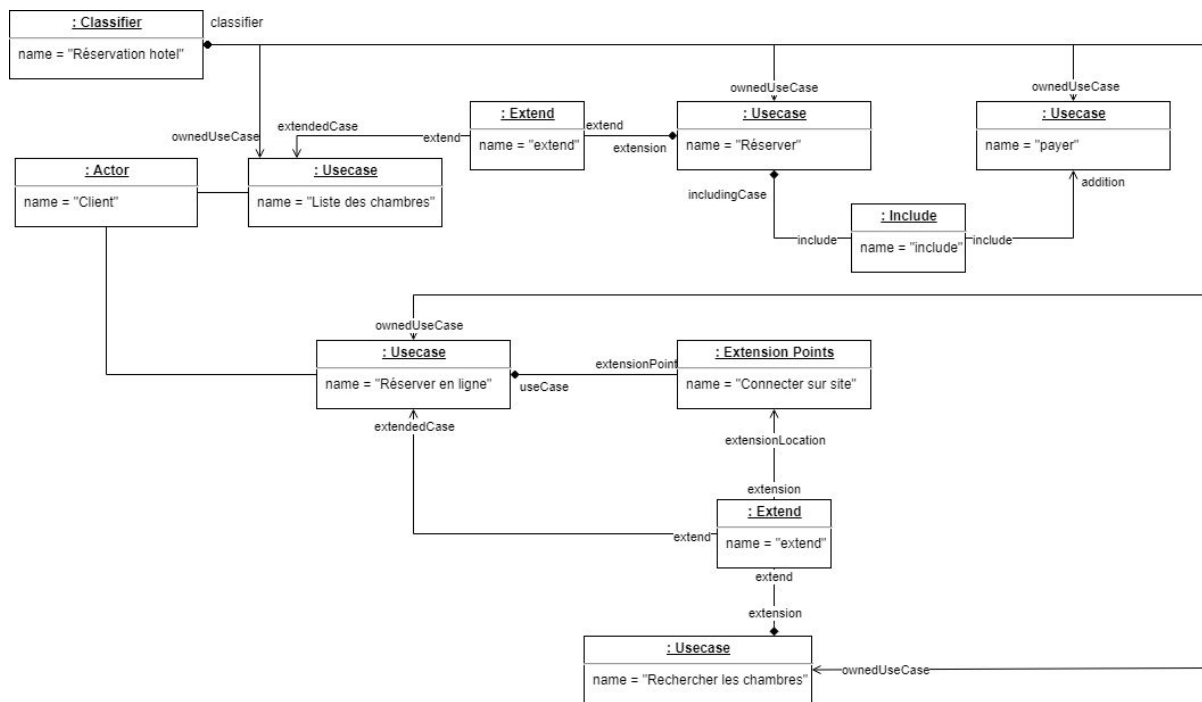 : Classifier
classifier
name = "Réservation hotel"
ownedUseCase
ownedUseCase
: Extend
extend
: Usecase
: Usecase
extendedCase
extend
ownedUseCase
name = "extend"
extension
name = "Réserver"
name = "payer"
: Actor
: Usecase
name = "Client"
name = "Liste des chambres"
includingCase
addition
: Include
include
name = "include"
include
ownedUseCase
: Usecase
extensionPoint
: Extension Points
name = "Réserver en ligne"
useCase
name = "Connecter sur site"
extendedCase
extensionLocation
extension
: Extend
extend
name = "extend"
extend
extension
: Usecase
ownedUseCase
name = "Rechercher les chambres"